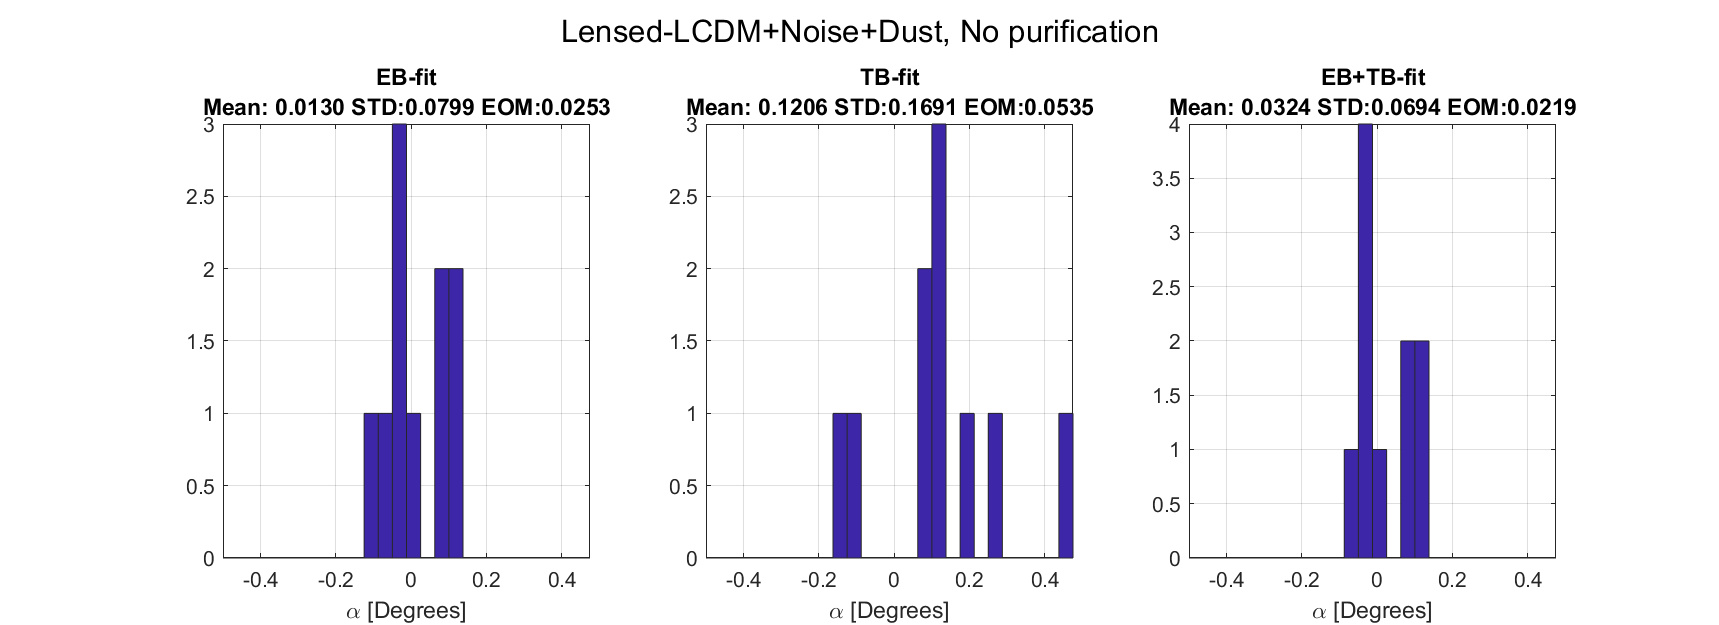 Lensed-LCDM+Noise+Dust, No purification
EB-fit
Mean: 0.0130 STD:0.0799 EOM:0.0253
3
2.5
2
1.5
1
0.5
0
-0.4 -0.2 0 0.2 0.4
α [Degrees]
TB-fit
Mean: 0.1206 STD:0.1691 EOM:0.0535
3
2.5
2
1.5
1
0.5
0
-0.4 -0.2 0 0.2 0.4
α [Degrees]
EB+TB-fit
Mean: 0.0324 STD:0.0694 EOM:0.0219
4
3.5
3
2.5
2
1.5
1
0.5
0
-0.4 -0.2 0 0.2 0.4
α [Degrees]